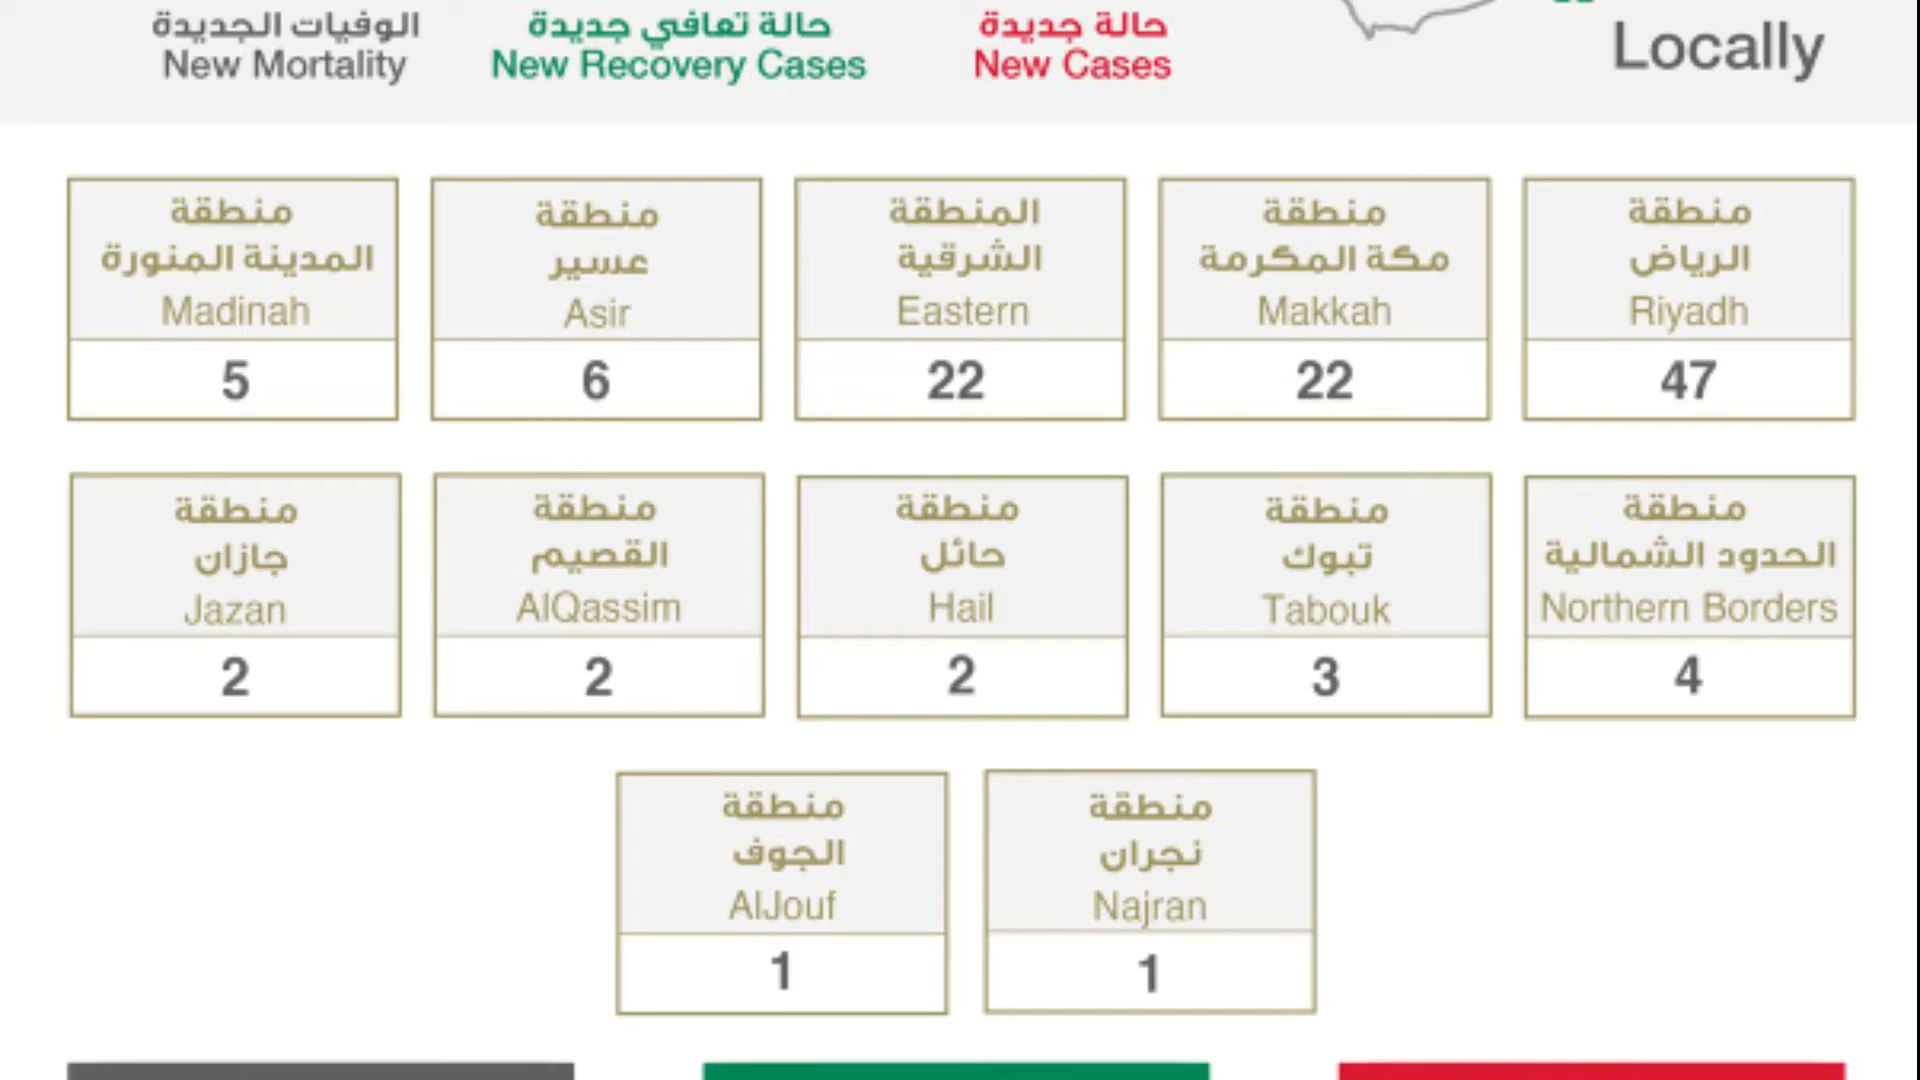 حالة جديدة
New Cases
حالة تعافي جديدة
New Recovery Cases
الوفيات الجديدة
New Mortality
Locally
منطقة
الرياض
Riyadh
47
منطقة
مكة المكرمة
Makkah
22
المنطقة
الشرقية
Eastern
22
منطقة
عسير
Asir
6
منطقة
المدينة المنورة
Madinah
5
منطقة
الحدود الشمالية
Northern Borders
4
منطقة
تبوك
Tabouk
3
منطقة
حائل
Hail
2
منطقة
القصيم
AlQassim
2
منطقة
جازان
Jazan
2
منطقة
نجران
Najran
1
منطقة
الجوف
AlJouf
1